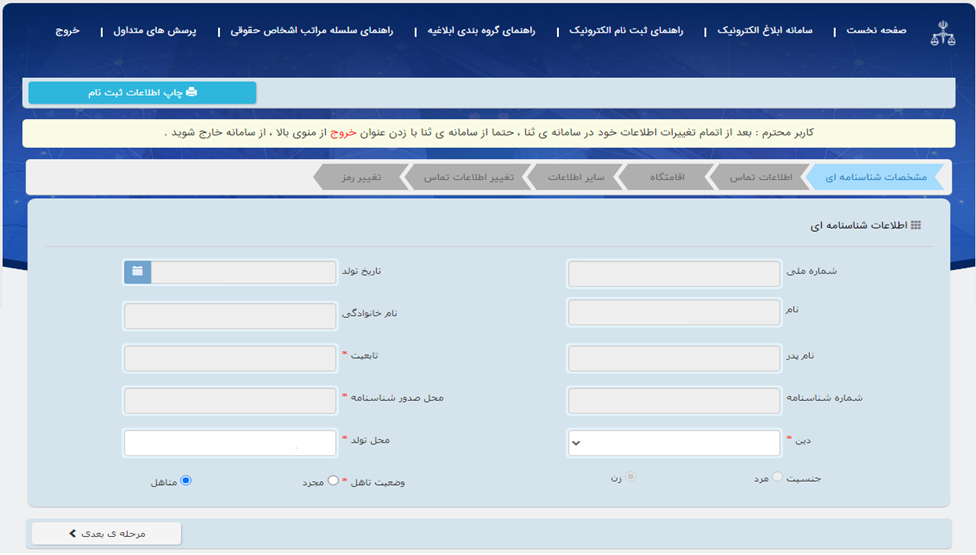 صفحه نخست | سامانه ابلاغ الکترونیک | راهنمای ثبت نام الکترونیک | راهنمای گروه بندی ابلاغیه | راهنمای سلسله مراتب اشخاص حقوقی | پرسش های متداول | خروج
چاپ اطلاعات ثبت نام
کاربر محترم : بعد از اتمام تغییرات اطلاعات خود در سامانه ی ثنا ، حتما از سامانه ی ثنا با زدن عنوان خروج از منوی بالا ، از سامانه خارج شوید .
مشخصات شناسنامه ای اطلاعات تماس اقامتگاه سایر اطلاعات تغییر اطلاعات تماس تغییر رمز
اطلاعات شناسنامه ای
شماره ملی تاریخ تولد
نام نام خانوادگی
نام پدر تابعیت *
شماره شناسنامه محل صدور شناسنامه *
دین * محل تولد *
جنسیت مرد زن وضعیت تاهل * مجرد متاهل
مرحله ی بعدی